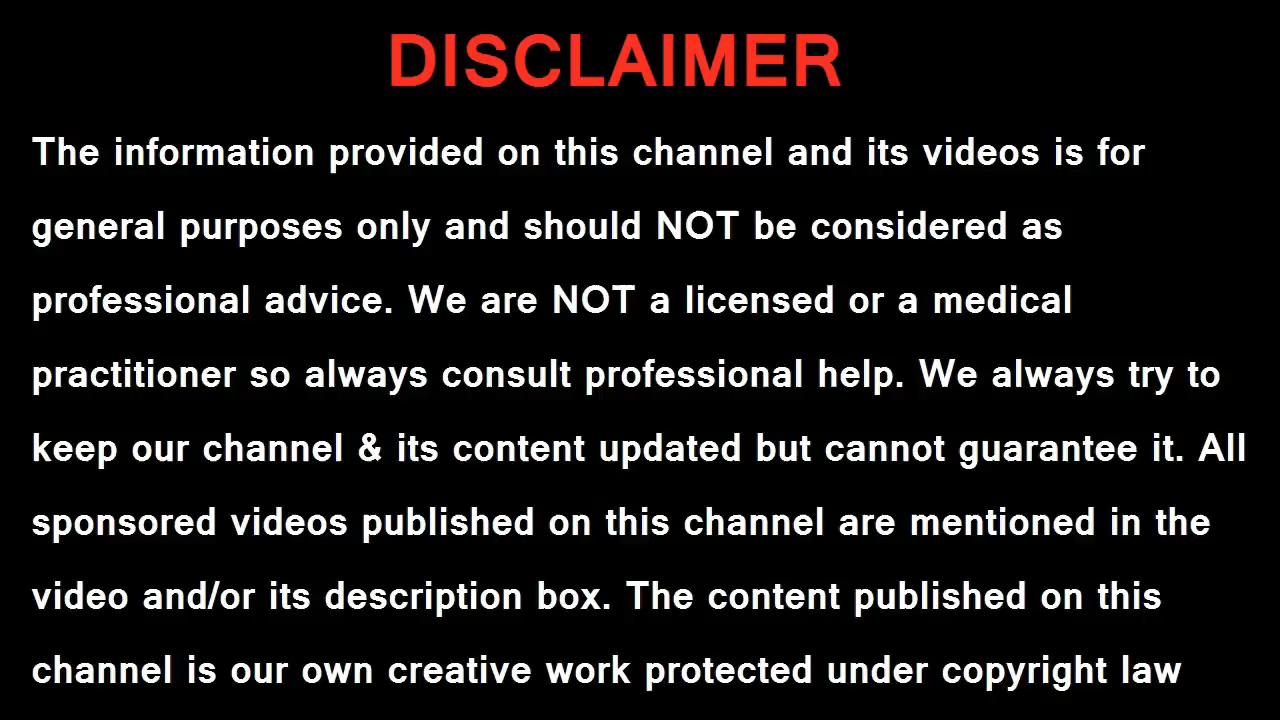 DISCLAIMER
The information provided on this channel and its videos is for
general purposes only and should NOT be considered as
professional advice. We are NOT a licensed or a medical
practitioner so always consult professional help. We always try to
keep our channel & its content updated but cannot guarantee it. All
sponsored videos published on this channel are mentioned in the
video and/or its description box. The content published on this
channel is our own creative work protected under copyright law